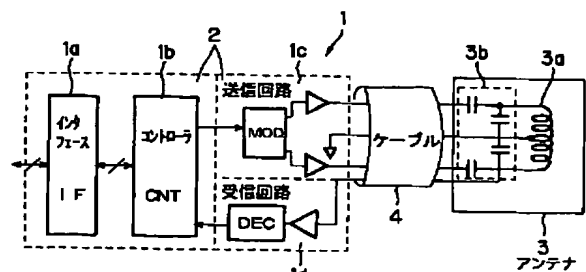 1
1a
1b
2
1c
3b
3a
インタ
フェース
IF
コントローラ
CNT
送信回路
MOD
ケーブル
受信回路
DEC
4
3
アンテナ
1d